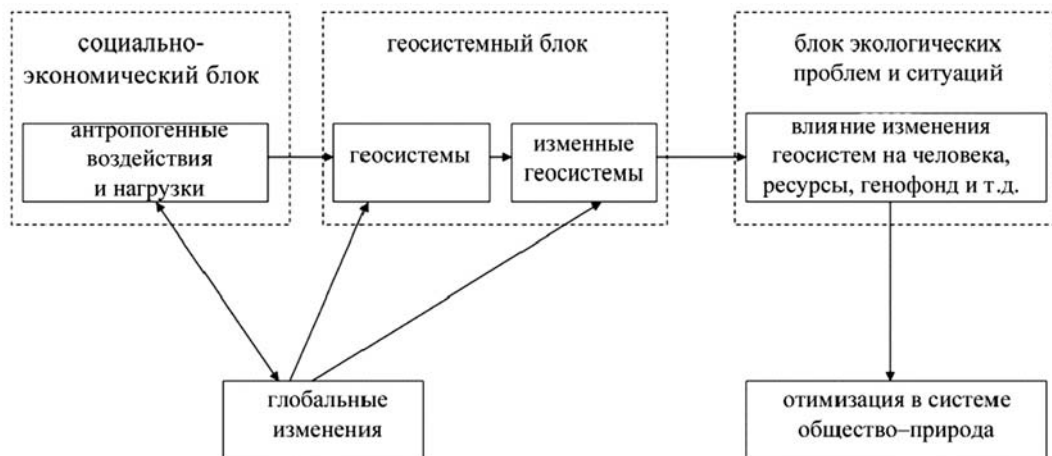 социально-
экономический блок
антропогенные
воздействия
и нагрузки
геосистемный блок
геосистемы
изменные
геосистемы
блок экологических
проблем и ситуаций
влияние изменения
геосистем на человека,
ресурсы, генофонд и т.д.
глобальные
изменения
отимизация в системе
общество–природа